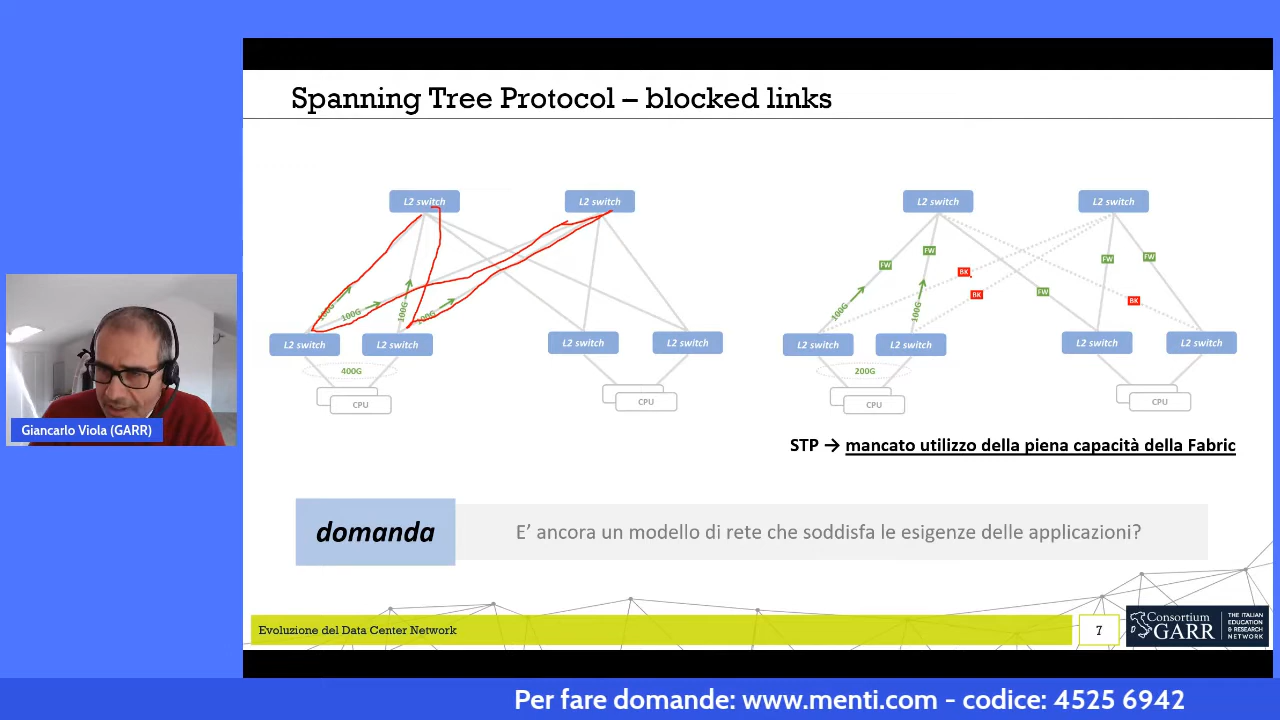 Spanning Tree Protocol – blocked links
L2 switch
L2 switch
100G
100G
100G
100G
L2 switch
L2 switch
L2 switch
L2 switch
400G
CPU
CPU
L2 switch
L2 switch
FW
FW
FW
FW
BK
BK
FW
BK
100G
100G
L2 switch
L2 switch
L2 switch
L2 switch
200G
CPU
CPU
STP → mancato utilizzo della piena capacità della Fabric
domanda
E’ ancora un modello di rete che soddisfa le esigenze delle applicazioni?
Giancarlo Viola (GARR)
Evoluzione del Data Center Network
7
Consortium
GARR
THE ITALIAN
EDUCATION
& RESEARCH
NETWORK
Per fare domande: www.menti.com - codice: 4525 6942